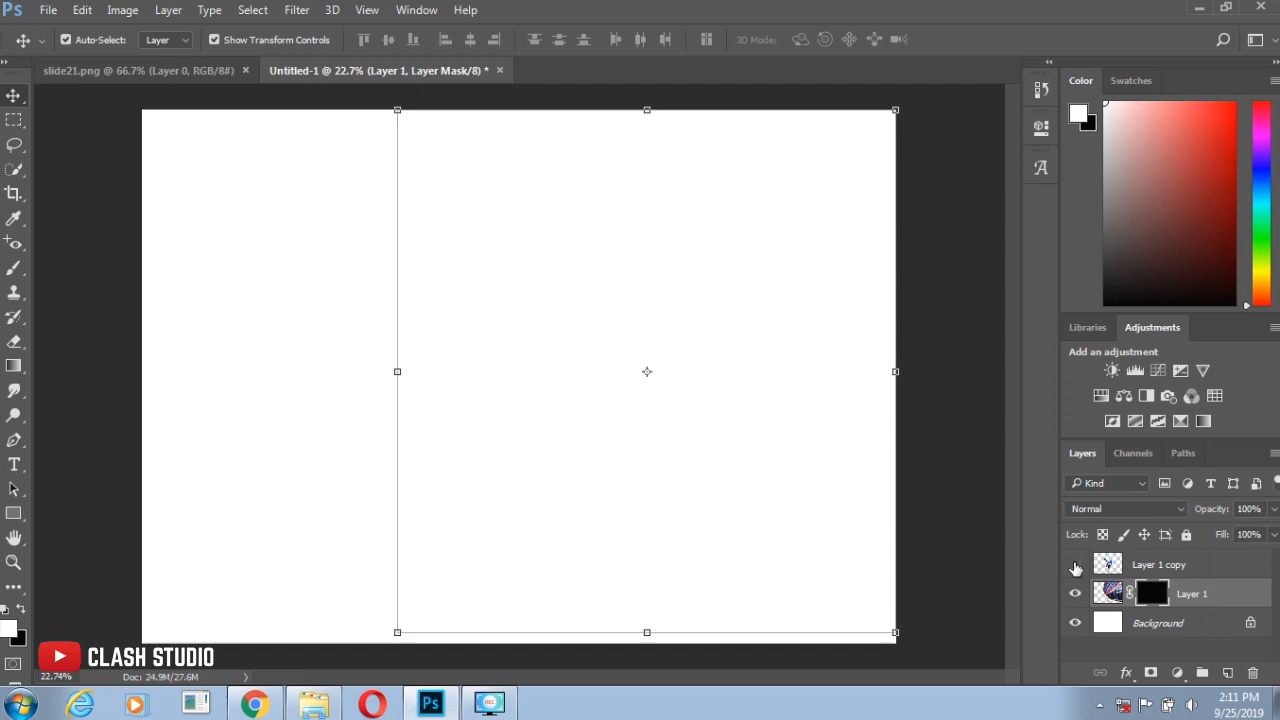 Ps File Edit Image Layer Type Select Filter 3D View Window Help
Auto-Select: Layer Show Transform Controls 3D Mode:
slide21.png @ 66.7% (Layer 0, RGB/8#) × Untitled-1 @ 22.7% (Layer 1, Layer Mask/8) * ×
Color Swatches
Libraries Adjustments
Add an adjustment
Layers Channels Paths
Kind
Normal Opacity: 100%
Lock: Fill: 100%
Layer 1 copy
Layer 1
Background
CLASH STUDIO
22.74% Doc: 24.9M/27.6M
Ps
REC
2:11 PM
9/25/2019